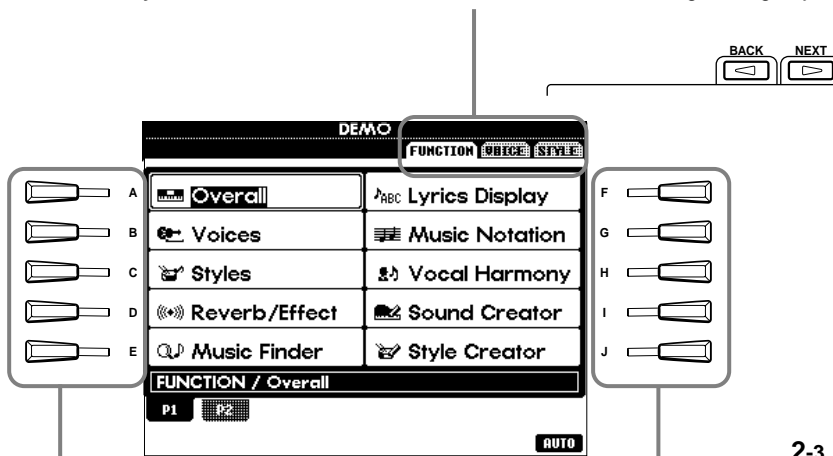 BACK NEXT
DEMO
FUNCTION VOICE STYLE
A Overall Lyrics Display F
B Voices ABC Music Notation G
C Styles Vocal Harmony H
D Reverb/Effect Sound Creator I
E Music Finder Style Creator J
FUNCTION / Overall
P1 P2
AUTO
2-3